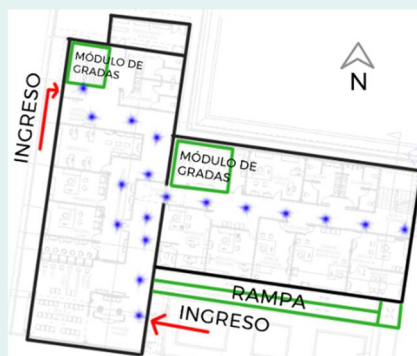 MÓDULO DE
GRADAS
INGRESO
N
MÓDULO DE
GRADAS
RAMPA
INGRESO